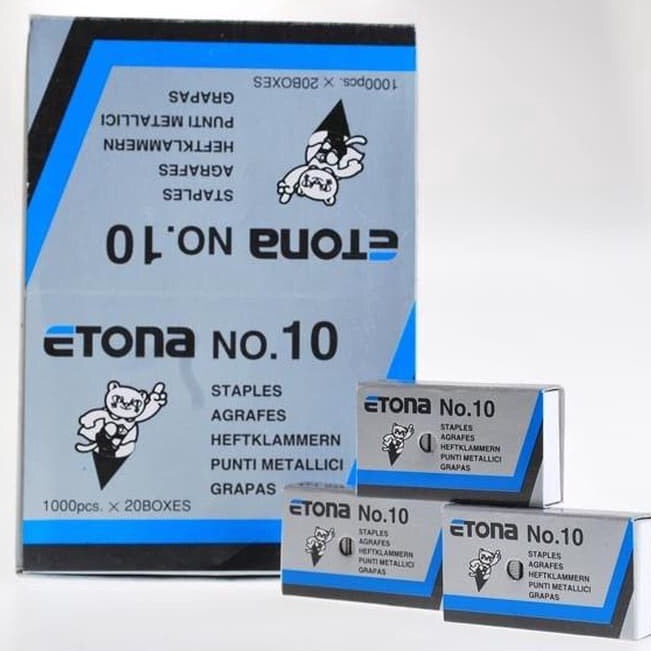 1000pcs. × 20BOXES
GRAPAS
PUNTI METALLICI
HEFTKLAMMERN
AGRAFES
STAPLES
ETONA NO.10
ETONA NO.10
STAPLES
AGRAFES
HEFTKLAMMERN
PUNTI METALLICI
GRAPAS
1000pcs. × 20BOXES
ETONA No.10
STAPLES
AGRAFES
HEFTKLAMMERN
PUNTI METALLICI
GRAPAS
ETONA No.10
STAPLES
AGRAFES
HEFTKLAMMERN
PUNTI METALLICI
GRAPAS
ETONA No.10
STAPLES
AGRAFES
HEFTKLAMMERN
PUNTI METALLICI
GRAPAS